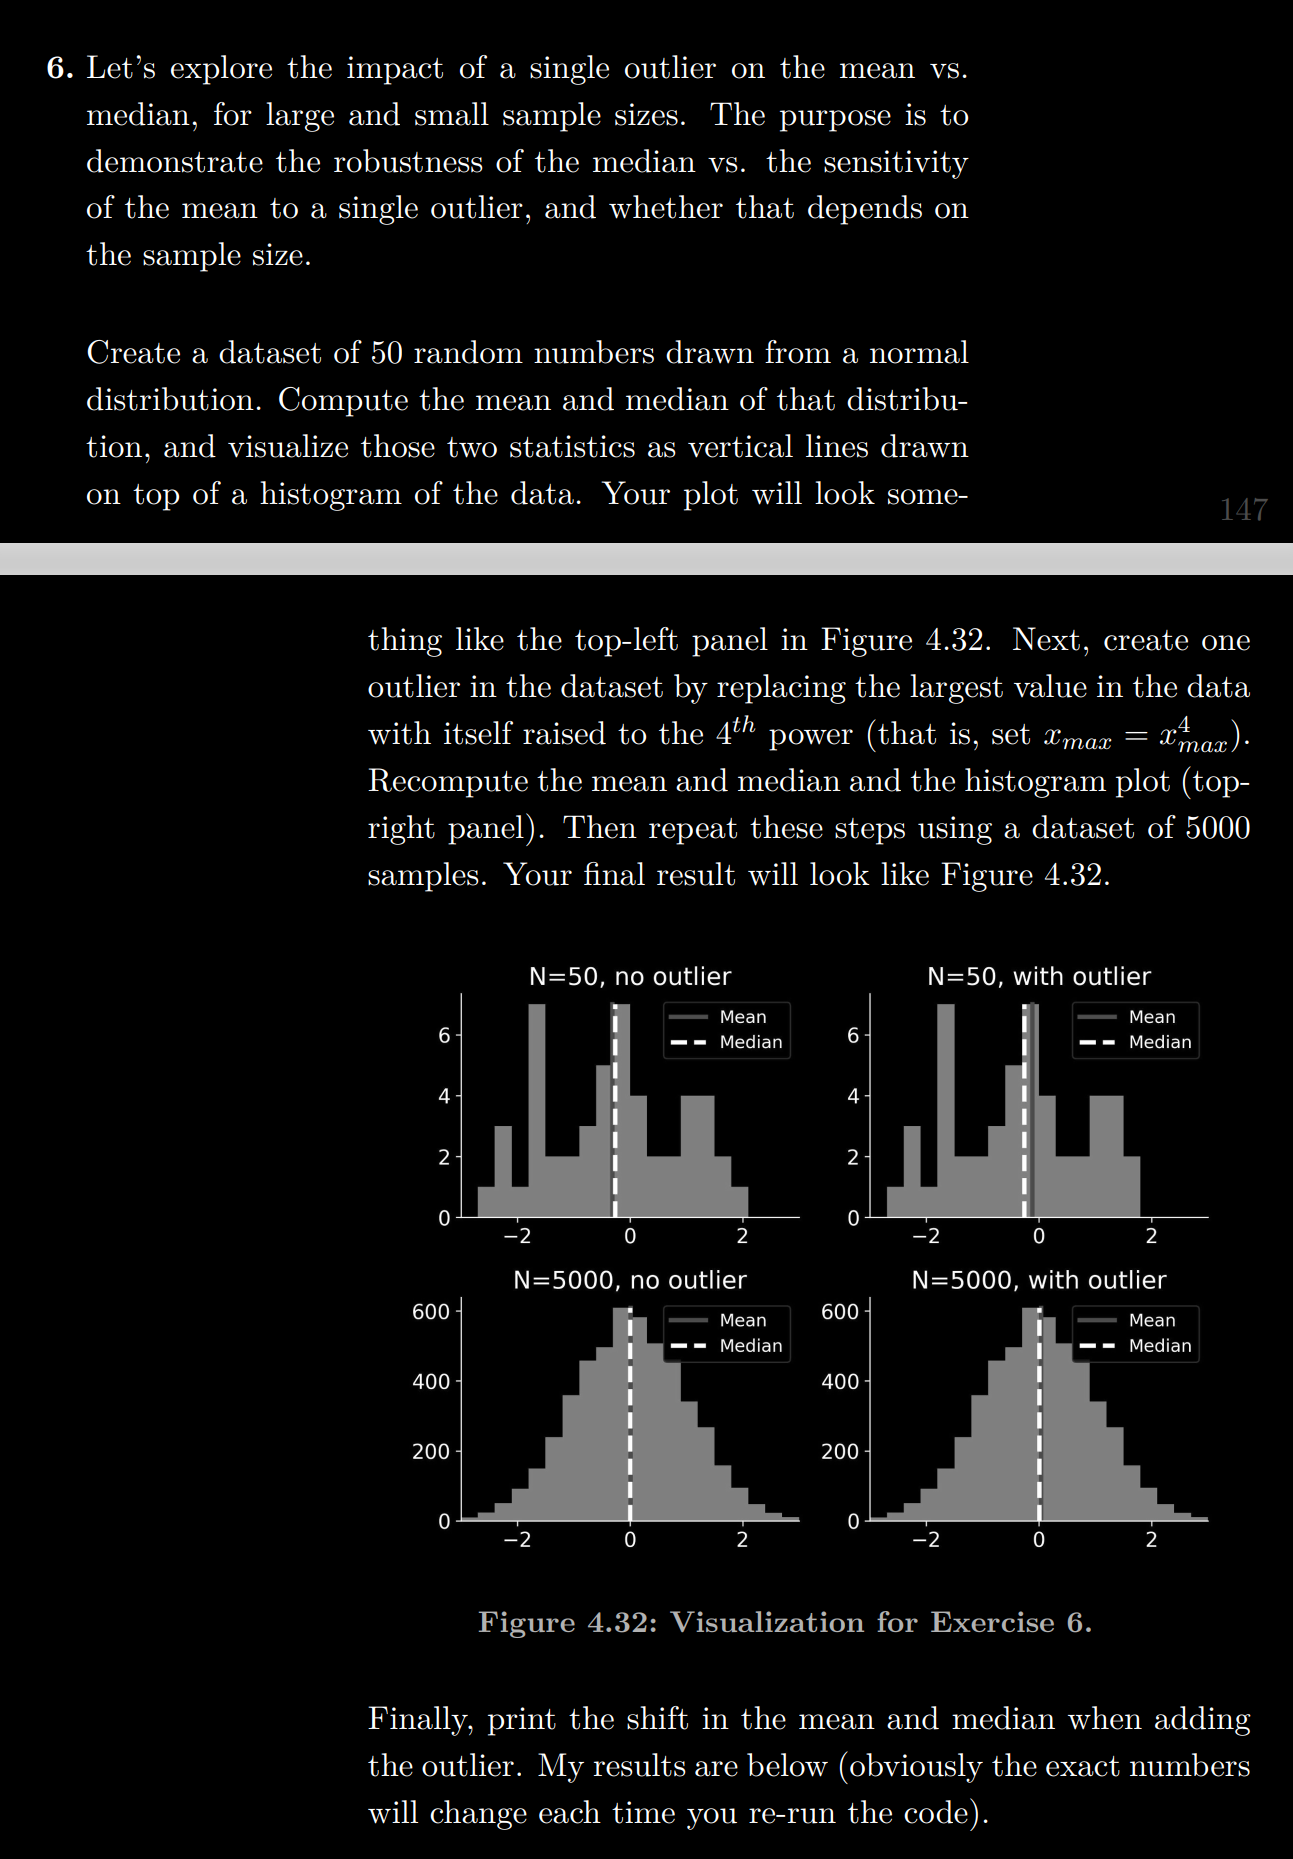 6. Let's explore the impact of a single outlier on the mean vs.
median, for large and small sample sizes. The purpose is to
demonstrate the robustness of the median vs. the sensitivity
of the mean to a single outlier, and whether that depends on
the sample size.
Create a dataset of 50 random numbers drawn from a normal
distribution. Compute the mean and median of that distribu-
tion, and visualize those two statistics as vertical lines drawn
on top of a histogram of the data. Your plot will look some-
147
thing like the top-left panel in Figure 4.32. Next, create one
outlier in the dataset by replacing the largest value in the data
with itself raised to the 4^{th} power (that is, set x_{max} = x_{max}^4).
Recompute the mean and median and the histogram plot (top-
right panel). Then repeat these steps using a dataset of 5000
samples. Your final result will look like Figure 4.32.
N=50, no outlier
Mean
Median
6
4
2
0
−2 0 2
N=50, with outlier
Mean
Median
6
4
2
0
−2 0 2
N=5000, no outlier
Mean
Median
600
400
200
0
−2 0 2
N=5000, with outlier
Mean
Median
600
400
200
0
−2 0 2
Figure 4.32: Visualization for Exercise 6.
Finally, print the shift in the mean and median when adding
the outlier. My results are below (obviously the exact numbers
will change each time you re-run the code).